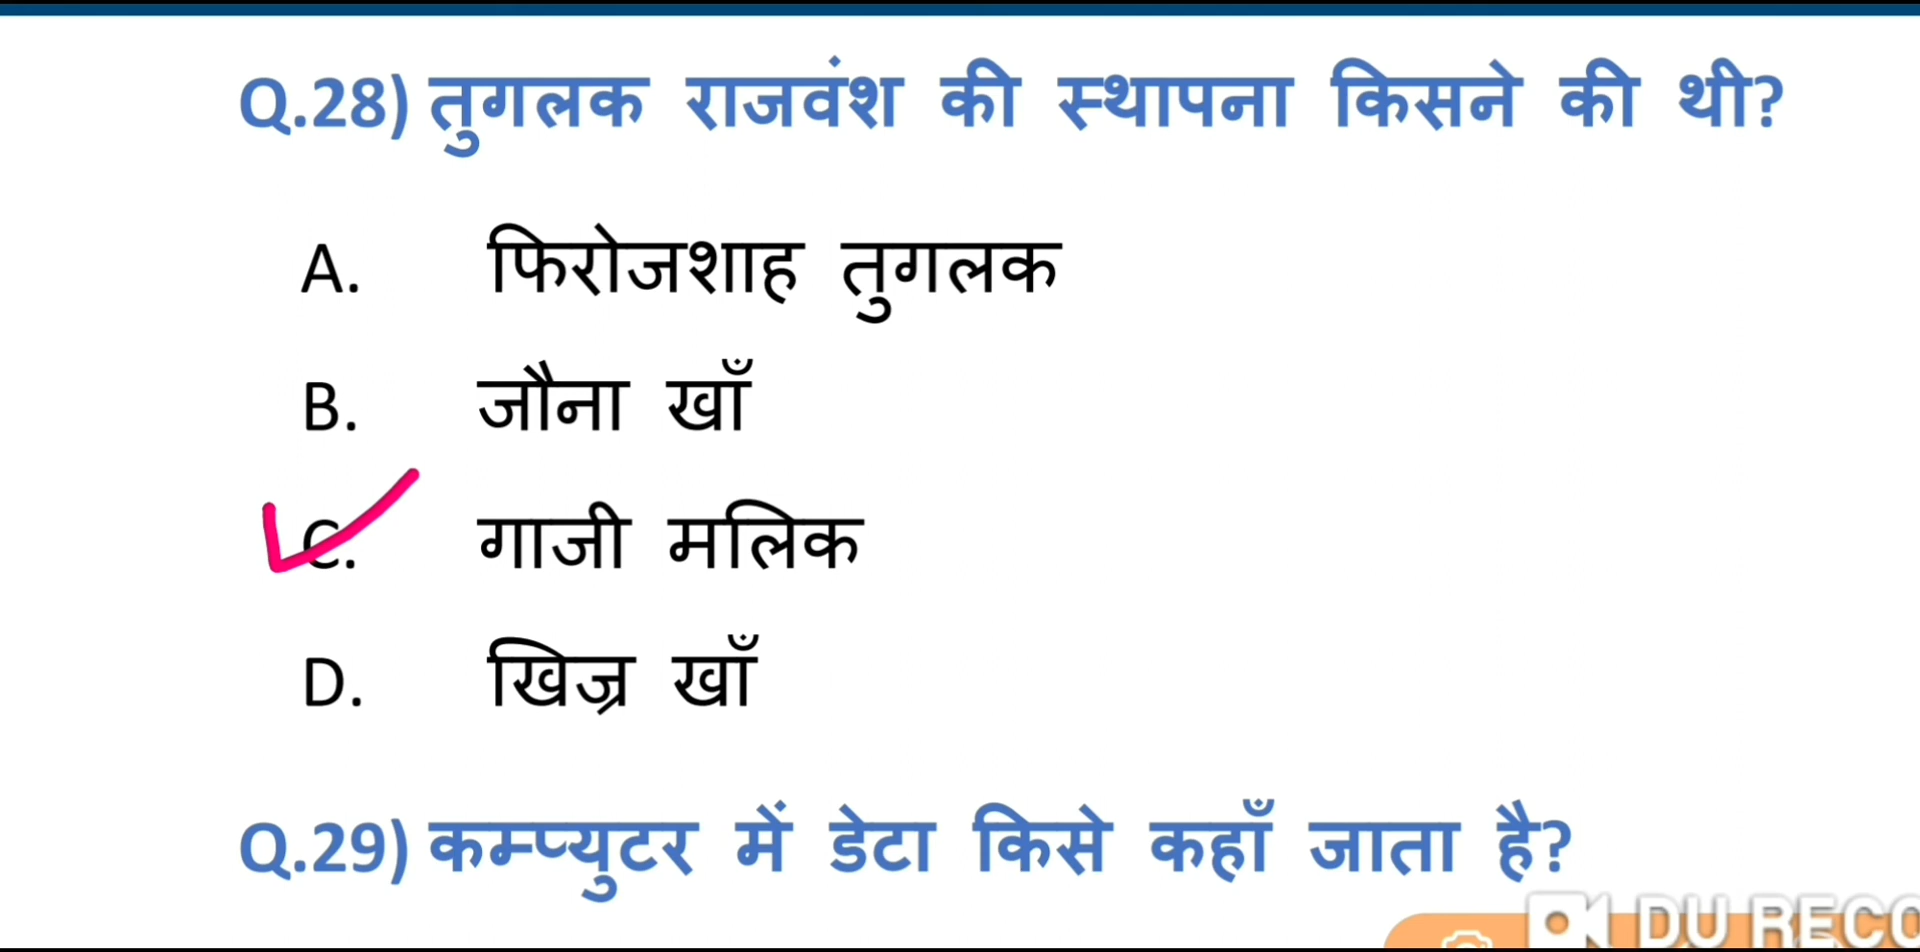 Q.28) तुगलक राजवंश की स्थापना किसने की थी?
A. फिरोजशाह तुगलक
B. जौना खाँ
C. गाजी मलिक
D. खिज्र खाँ
Q.29) कम्प्युटर में डेटा किसे कहाँ जाता है?
DU RECO